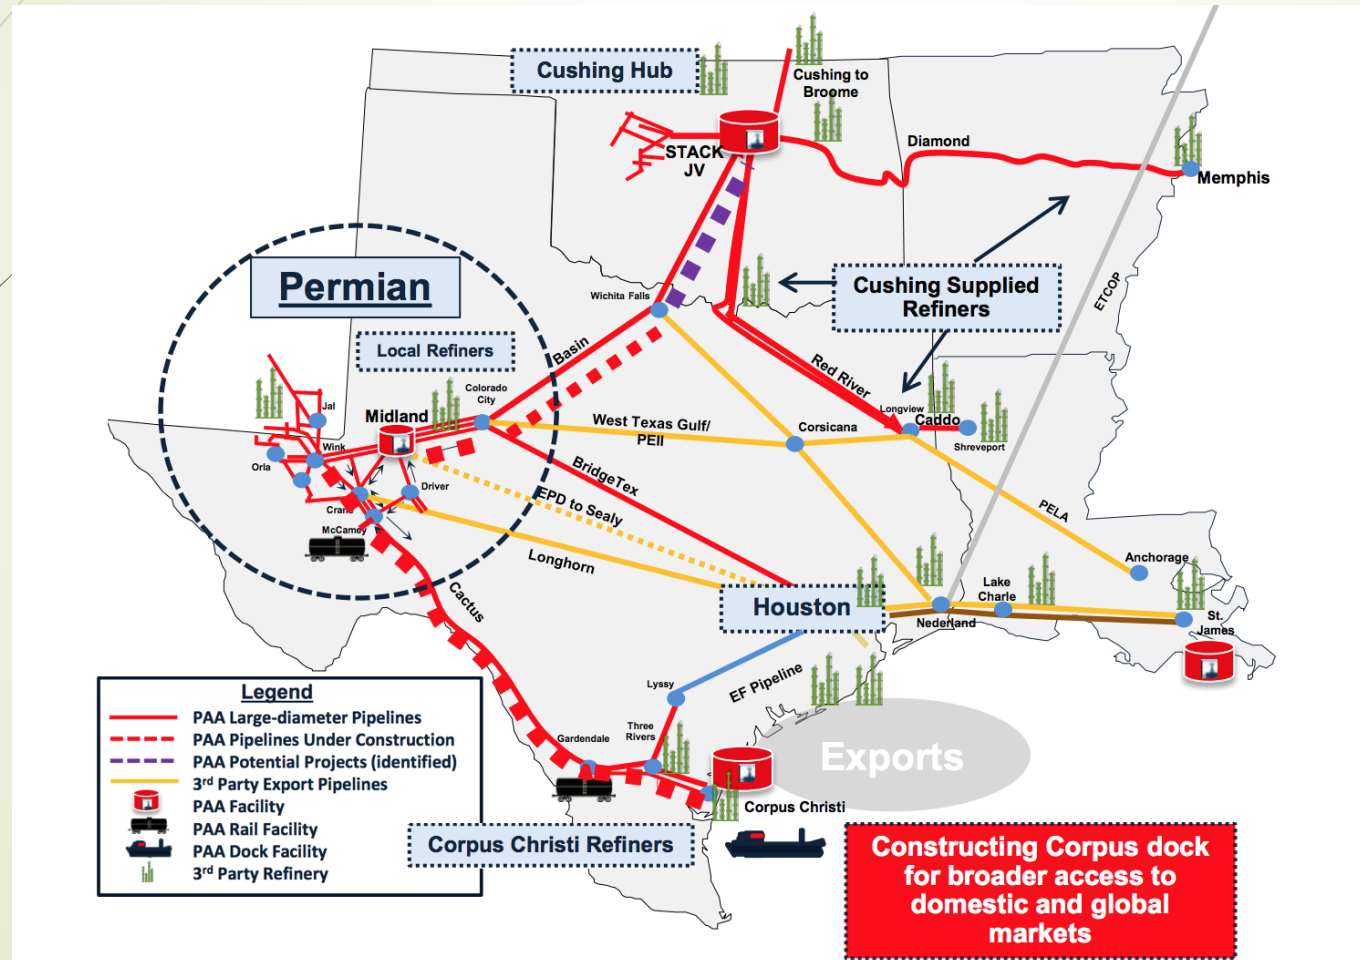 Cushing Hub
Cushing to
Broome
STACK
JV
Diamond
Memphis
Permian
Cushing Supplied
Refiners
ETCOP
Wichita Falls
Local Refiners
Basin
Red River
Colorado
City
Midland
Jal
Wink
Orla
Driver
Crane
McCamey
West Texas Gulf/
PEII
Corsicana
Longview
Caddo
Shreveport
BridgeTex
EPD to Sealy
Longhorn
PELA
Anchorage
Cactus
Houston
Nederland
Lake
Charle
St.
James
EF Pipeline
Lyssy
Three
Rivers
Gardendale
Exports
Corpus Christi
Corpus Christi Refiners
Legend
PAA Large-diameter Pipelines
PAA Pipelines Under Construction
PAA Potential Projects (identified)
3rd Party Export Pipelines
PAA Facility
PAA Rail Facility
PAA Dock Facility
3rd Party Refinery
Constructing Corpus dock
for broader access to
domestic and global
markets